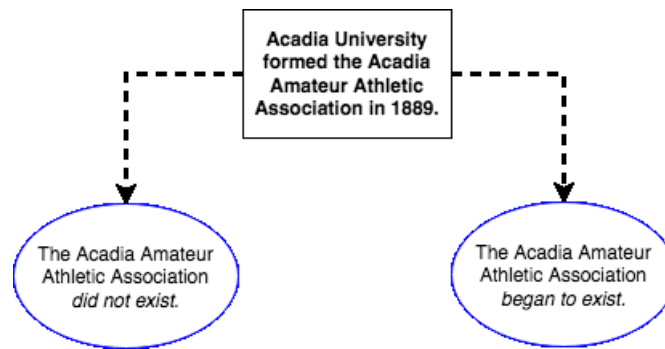 Acadia University
formed the Acadia
Amateur Athletic
Association in 1889.
The Acadia Amateur
Athletic Association
did not exist.
The Acadia Amateur
Athletic Association
began to exist.